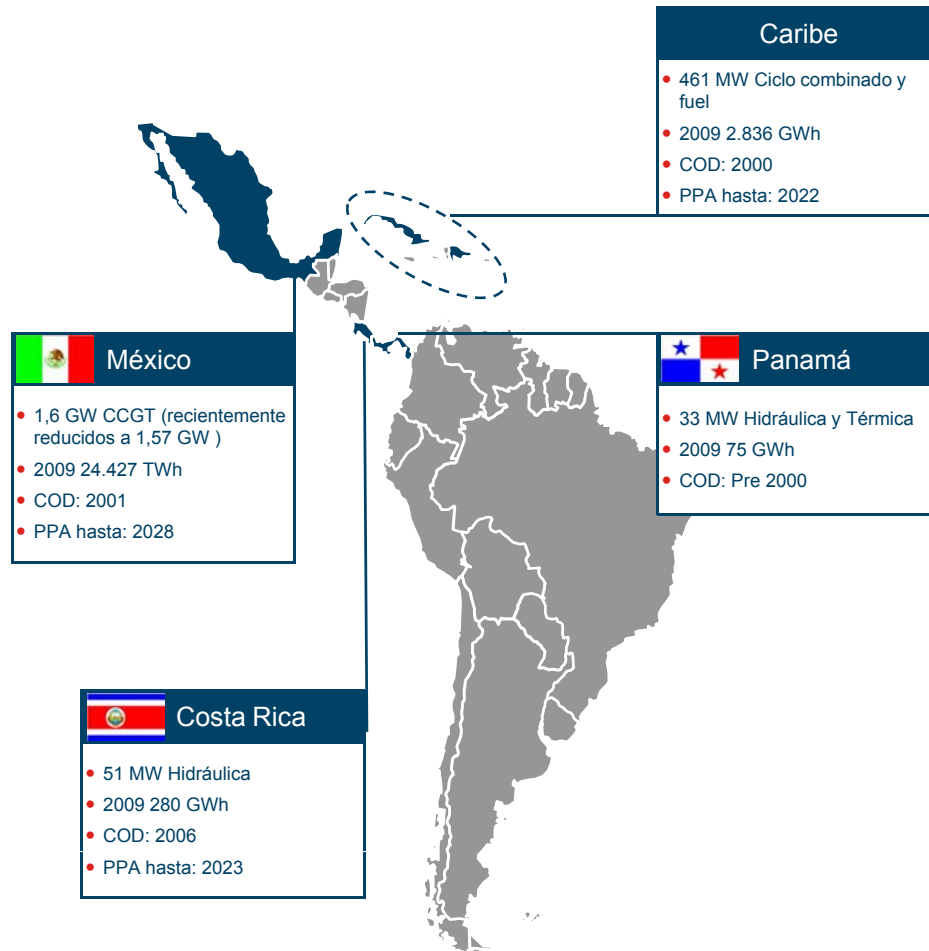 Caribe
• 461 MW Ciclo combinado y
fuel
• 2009 2.836 GWh
• COD: 2000
• PPA hasta: 2022
México
• 1,6 GW CCGT (recientemente
reducidos a 1,57 GW )
• 2009 24.427 TWh
• COD: 2001
• PPA hasta: 2028
Panamá
• 33 MW Hidráulica y Térmica
• 2009 75 GWh
• COD: Pre 2000
Costa Rica
• 51 MW Hidráulica
• 2009 280 GWh
• COD: 2006
• PPA hasta: 2023